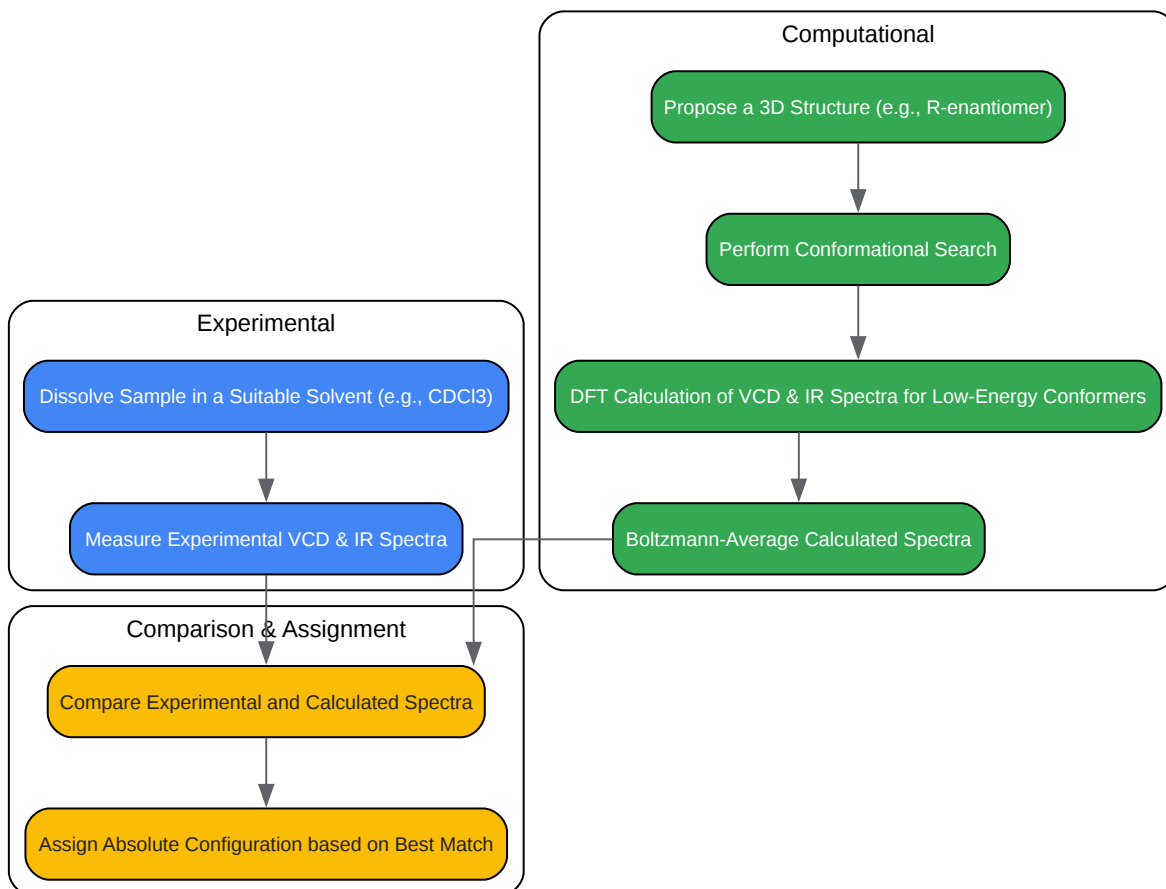 Computational
Propose a 3D Structure (e.g., R-enantiomer)
Perform Conformational Search
DFT Calculation of VCD & IR Spectra for Low-Energy Conformers
Boltzmann-Average Calculated Spectra
Experimental
Dissolve Sample in a Suitable Solvent (e.g., CDCl3)
Measure Experimental VCD & IR Spectra
Comparison & Assignment
Compare Experimental and Calculated Spectra
Assign Absolute Configuration based on Best Match